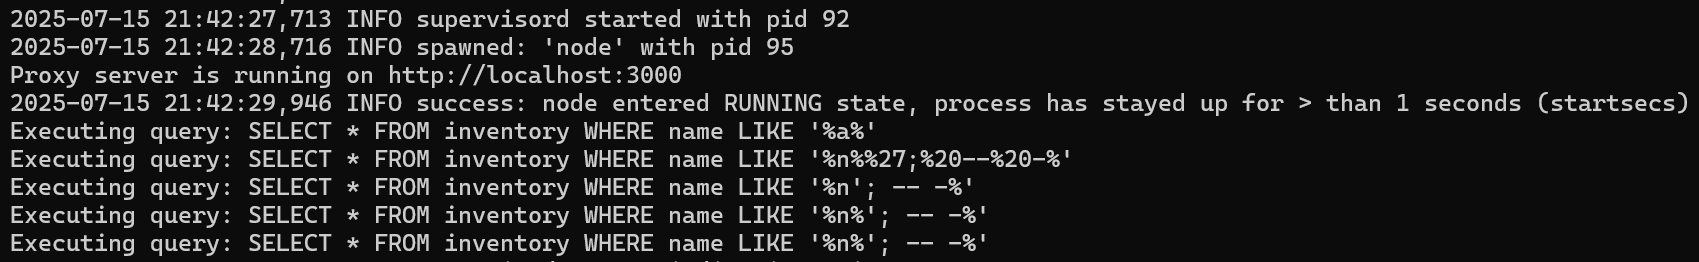 2025-07-15 21:42:27,713 INFO supervisord started with pid 92
2025-07-15 21:42:28,716 INFO spawned: 'node' with pid 95
Proxy server is running on http://localhost:3000
2025-07-15 21:42:29,946 INFO success: node entered RUNNING state, process has stayed up for > than 1 seconds (startsecs)
Executing query: SELECT * FROM inventory WHERE name LIKE '%a%'
Executing query: SELECT * FROM inventory WHERE name LIKE '%n%%27;%20--%20-%'
Executing query: SELECT * FROM inventory WHERE name LIKE '%n'; -- -%'
Executing query: SELECT * FROM inventory WHERE name LIKE '%n%'; -- -%'
Executing query: SELECT * FROM inventory WHERE name LIKE '%n%'; -- -%'